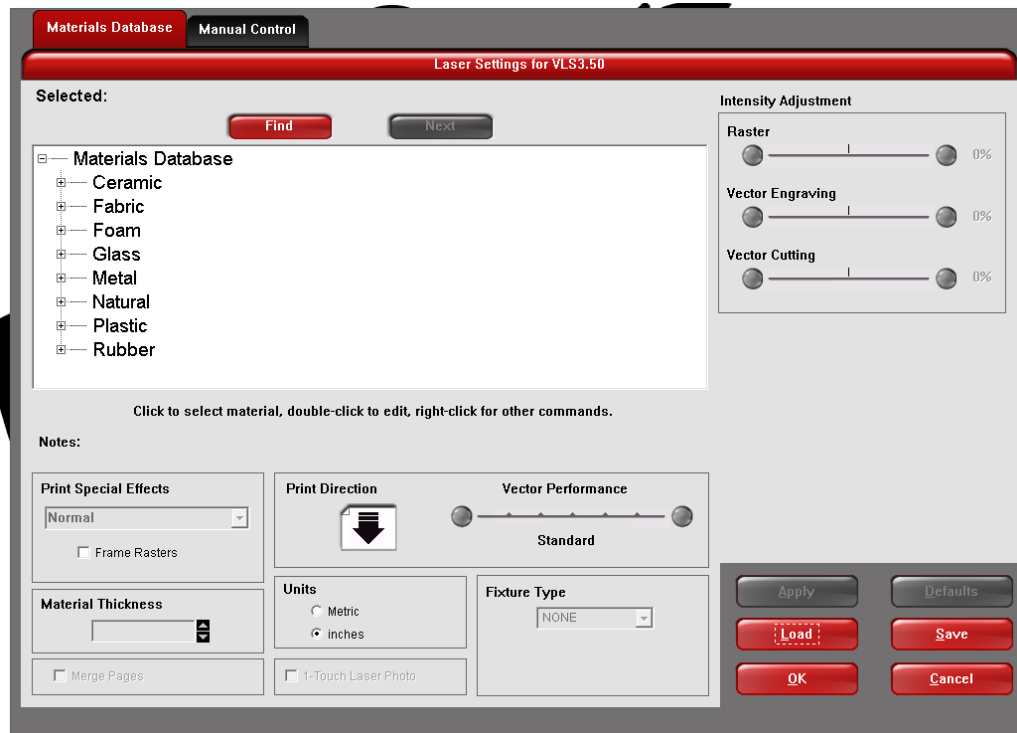 Materials Database
Manual Control
Laser Settings for VLS3.50
Selected:
Find
Next
Materials Database
Ceramic
Fabric
Foam
Glass
Metal
Natural
Plastic
Rubber
Click to select material, double-click to edit, right-click for other commands.
Notes:
Intensity Adjustment
Raster
0%
Vector Engraving
0%
Vector Cutting
0%
Print Special Effects
Normal
Frame Rasters
Print Direction
Vector Performance
Standard
Material Thickness
Units
Metric
inches
Fixture Type
NONE
Merge Pages
1-Touch Laser Photo
Apply
Defaults
Load
Save
OK
Cancel